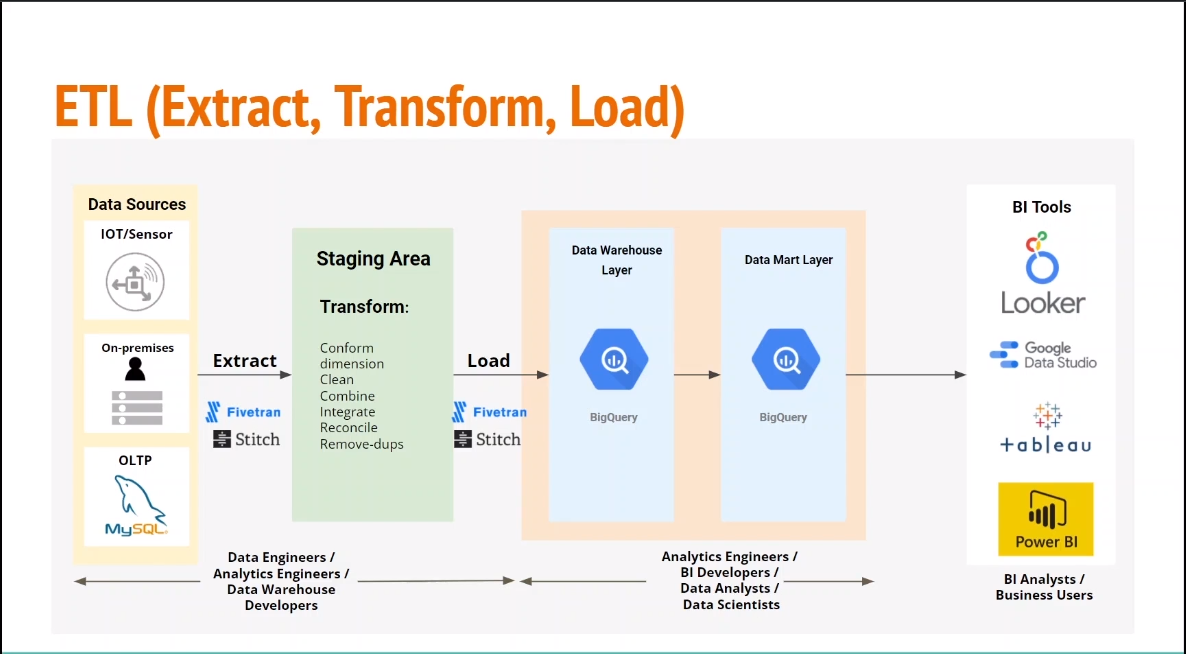 ETL (Extract, Transform, Load)
Data Sources
IOT/Sensor
On-premises
OLTP
MySQL
Extract
Fivetran
Stitch
Staging Area
Transform:
Conform
dimension
Clean
Combine
Integrate
Reconcile
Remove-dups
Load
Fivetran
Stitch
Data Warehouse
Layer
BigQuery
Data Mart Layer
BigQuery
BI Tools
Looker
Google
Data Studio
+ableau
Power BI
Data Engineers /
Analytics Engineers /
Data Warehouse
Developers
Analytics Engineers /
BI Developers /
Data Analysts /
Data Scientists
BI Analysts /
Business Users